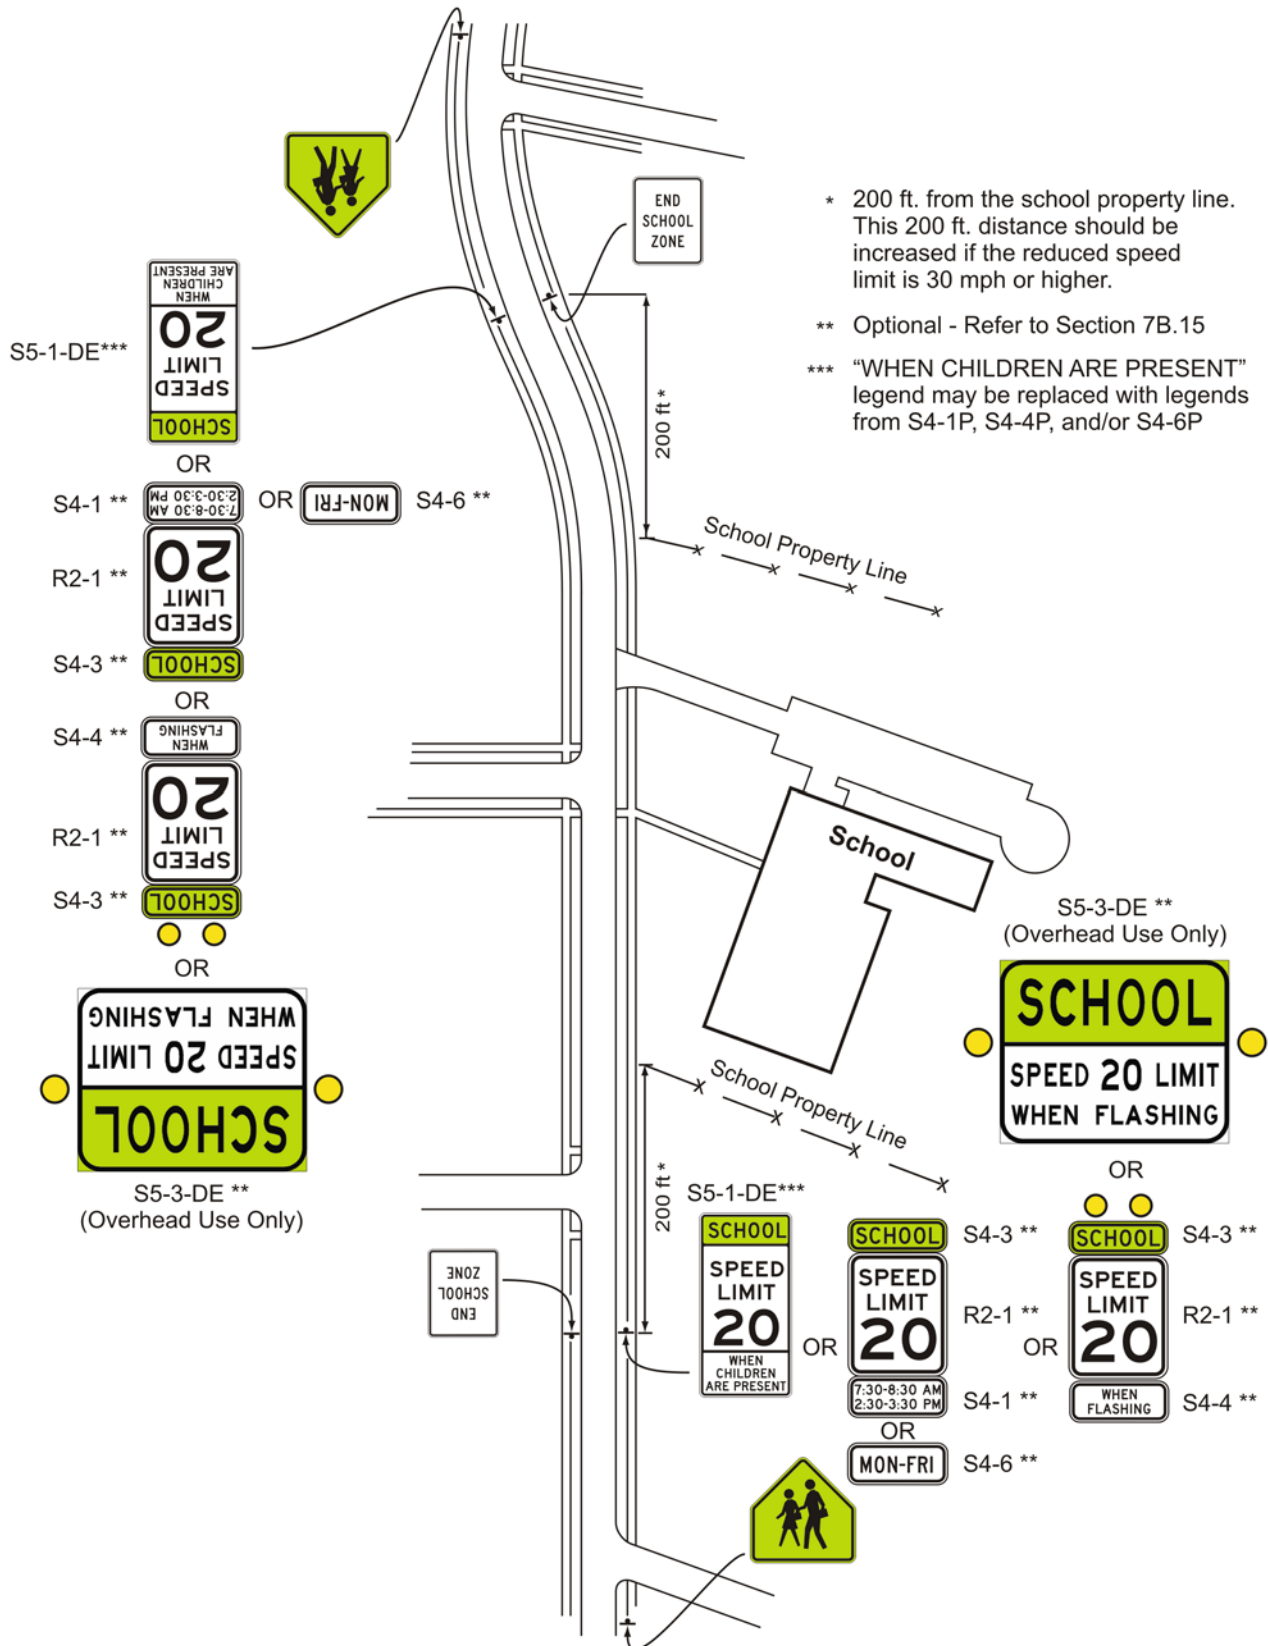 END
SCHOOL
ZONE
* 200 ft. from the school property line.
This 200 ft. distance should be
increased if the reduced speed
limit is 30 mph or higher.
** Optional - Refer to Section 7B.15
*** “WHEN CHILDREN ARE PRESENT”
legend may be replaced with legends
from S4-1P, S4-4P, and/or S4-6P
S5-1-DE***
SCHOOL
SPEED
LIMIT
20
WHEN
CHILDREN
ARE PRESENT
OR
S4-1 **
7:30-8:30 AM
2:30-3:30 PM
OR
MON-FRI
S4-6 **
R2-1 **
SPEED
LIMIT
20
S4-3 **
SCHOOL
OR
S4-4 **
WHEN
FLASHING
R2-1 **
SPEED
LIMIT
20
S4-3 **
SCHOOL
OR
SCHOOL
SPEED 20 LIMIT
WHEN FLASHING
S5-3-DE **
(Overhead Use Only)
200 ft *
School Property Line
School
School Property Line
200 ft *
END
SCHOOL
ZONE
S5-3-DE **
(Overhead Use Only)
SCHOOL
SPEED 20 LIMIT
WHEN FLASHING
OR
S5-1-DE***
SCHOOL
SPEED
LIMIT
20
WHEN
CHILDREN
ARE PRESENT
OR
SCHOOL
S4-3 **
SPEED
LIMIT
20
R2-1 **
7:30-8:30 AM
2:30-3:30 PM
S4-1 **
OR
MON-FRI
S4-6 **
OR
SCHOOL
S4-3 **
SPEED
LIMIT
20
R2-1 **
WHEN
FLASHING
S4-4 **